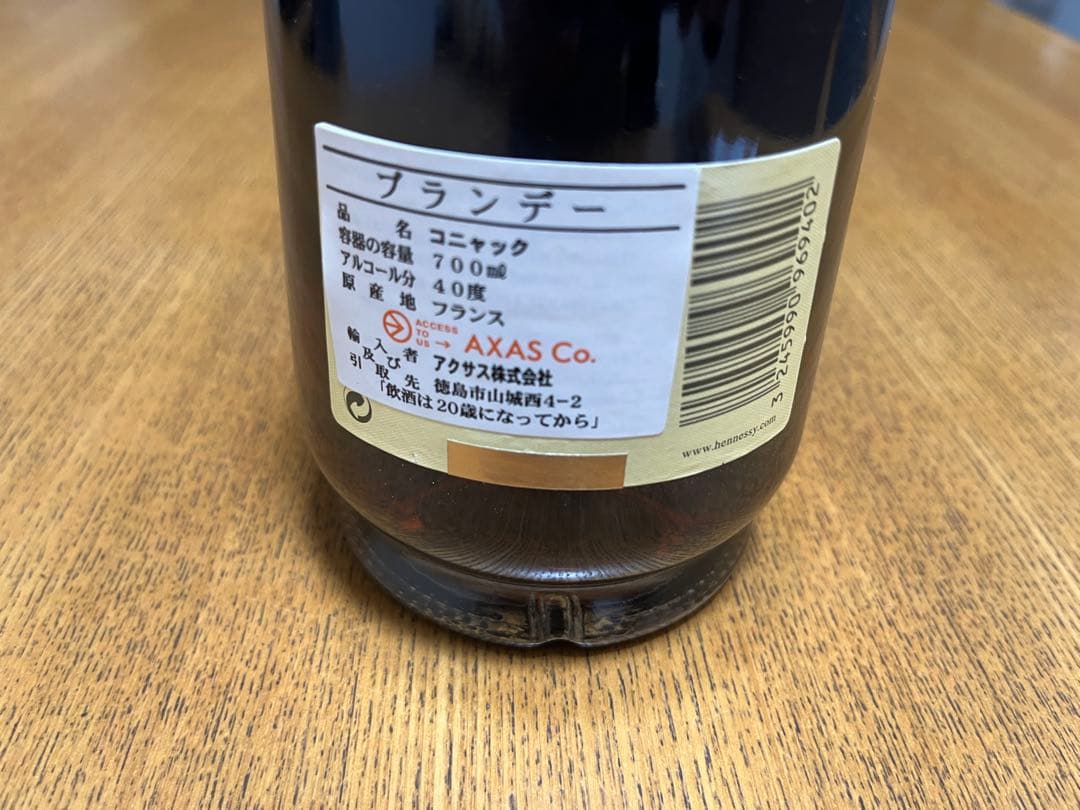 ブランデー
品名 コニャック
容器の容量 700㎖
アルコール分 40度
原産地 フランス
ACCESS TO US → AXAS Co.
輸入者 アクサス株式会社
及び
引取先 徳島市山城西4-2
「飲酒は20歳になってから」
3 245990 969402
www.hennessy.com